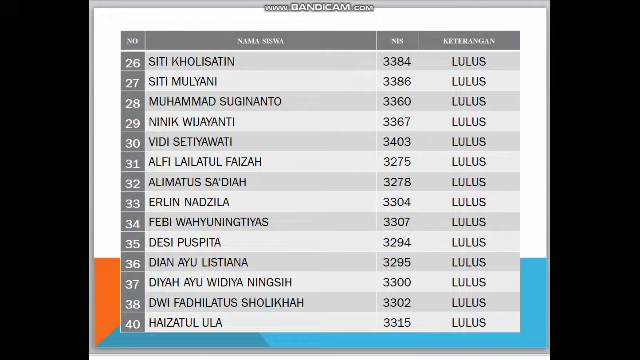 www.BANDICAM.com
NO NAMA SISWA NIS KETERANGAN
26 SITI KHOLISATIN 3384 LULUS
27 SITI MULYANI 3386 LULUS
28 MUHAMMAD SUGINANTO 3360 LULUS
29 NINIK WIJAYANTI 3367 LULUS
30 VIDI SETIYAWATI 3403 LULUS
31 ALFI LAILATUL FAIZAH 3275 LULUS
32 ALIMATUS SA'DIAH 3278 LULUS
33 ERLIN NADZILA 3304 LULUS
34 FEBI WAHYUNINGTIYAS 3307 LULUS
35 DESI PUSPITA 3294 LULUS
36 DIAN AYU LISTIANA 3295 LULUS
37 DIYAH AYU WIDIYA NINGSIH 3300 LULUS
38 DWI FADHILATUS SHOLIKHAH 3302 LULUS
40 HAIZATUL ULA 3315 LULUS